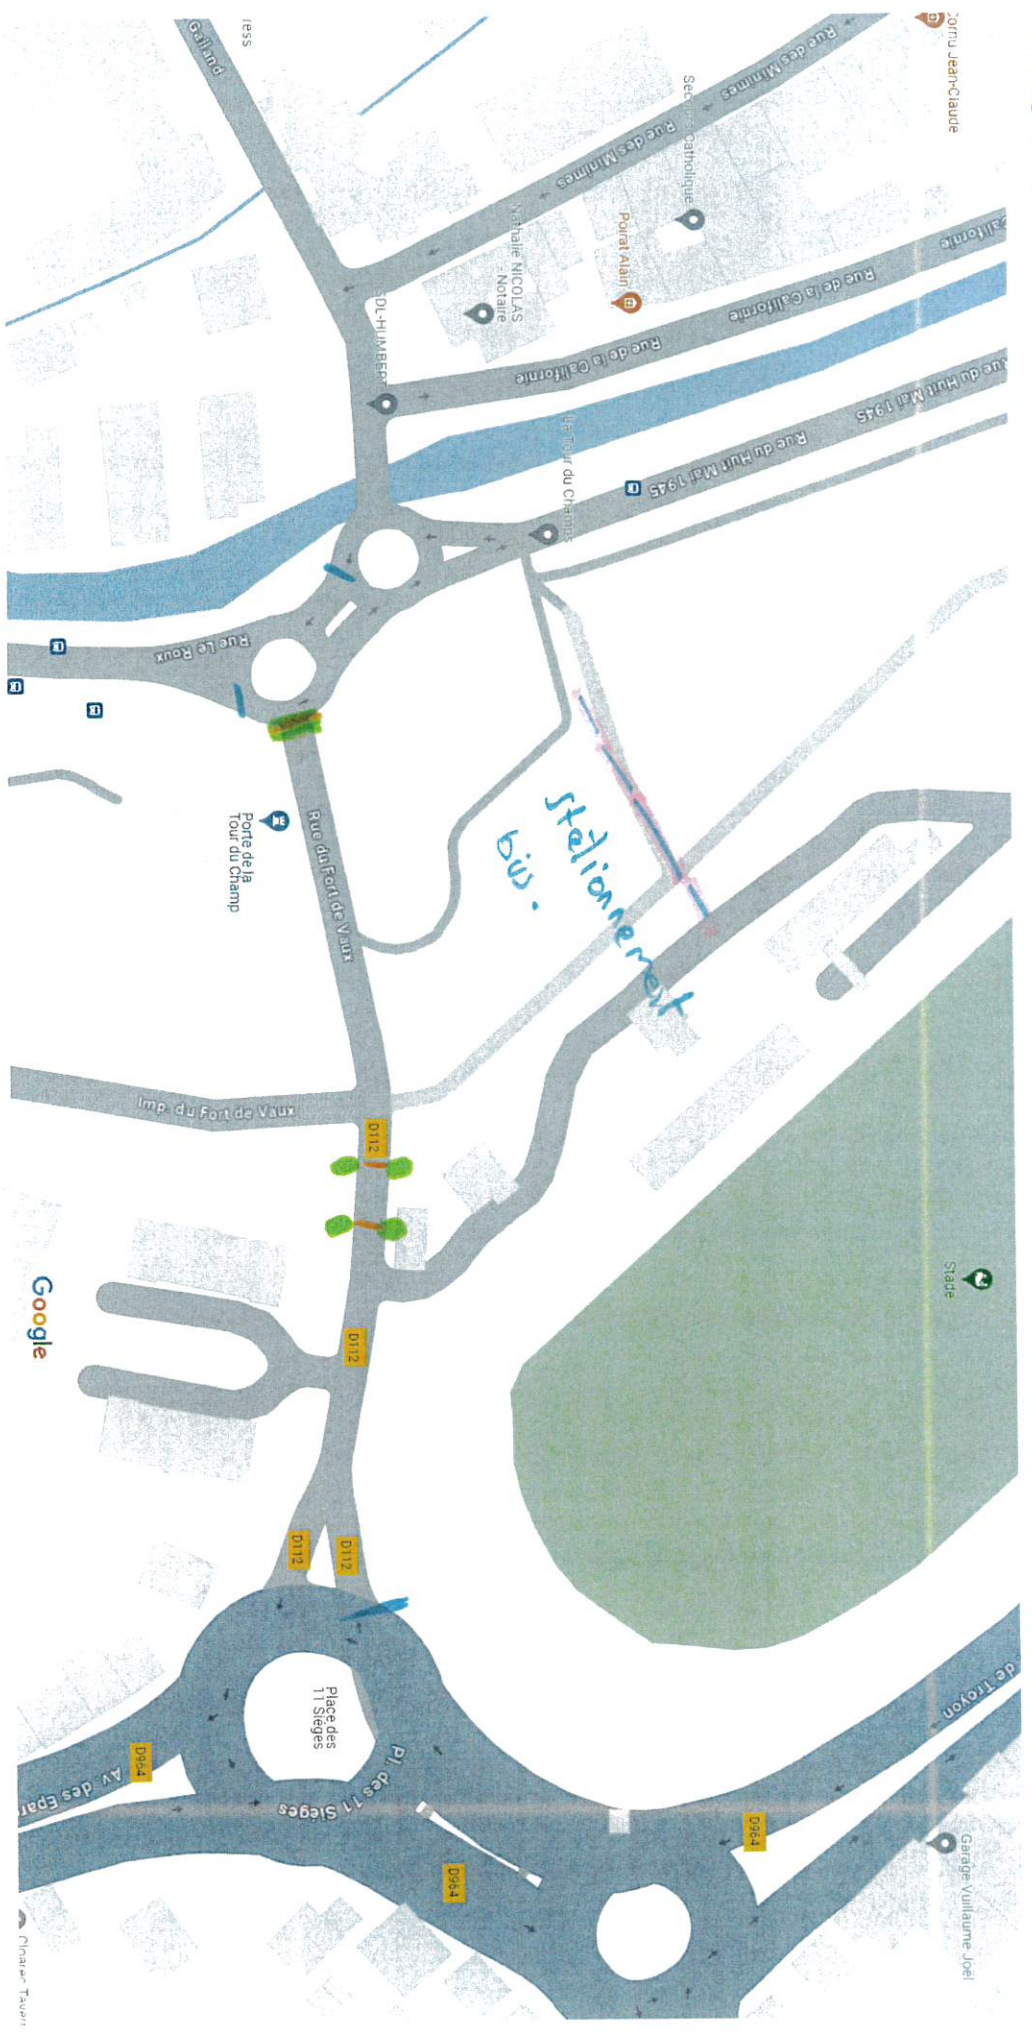 Cornu Jean-Claude
ress
Galland
Rue des Minimes
Rue des Minimes
Secours Catholique
Nathalie NICOLAS
Notaire
Poirat Alain
Californie
Rue de la Californie
Rue de la Californie
SDL-HUMBERT
Rue du Huit Mai 1945
Rue du Huit Mai 1945
La Tour du Champs
Rue Le Roux
Porte de la
Tour du Champ
Rue du Fort de Vaux
stationnement
bus.
Imp. du Fort de Vaux
D112
D112
D112
D112
Stade
Google
Place des
11 Sièges
Pl. des 11 Sièges
D964
Av. des Epar
D964
D964
de Troyon
Garage Vuillaume Joël